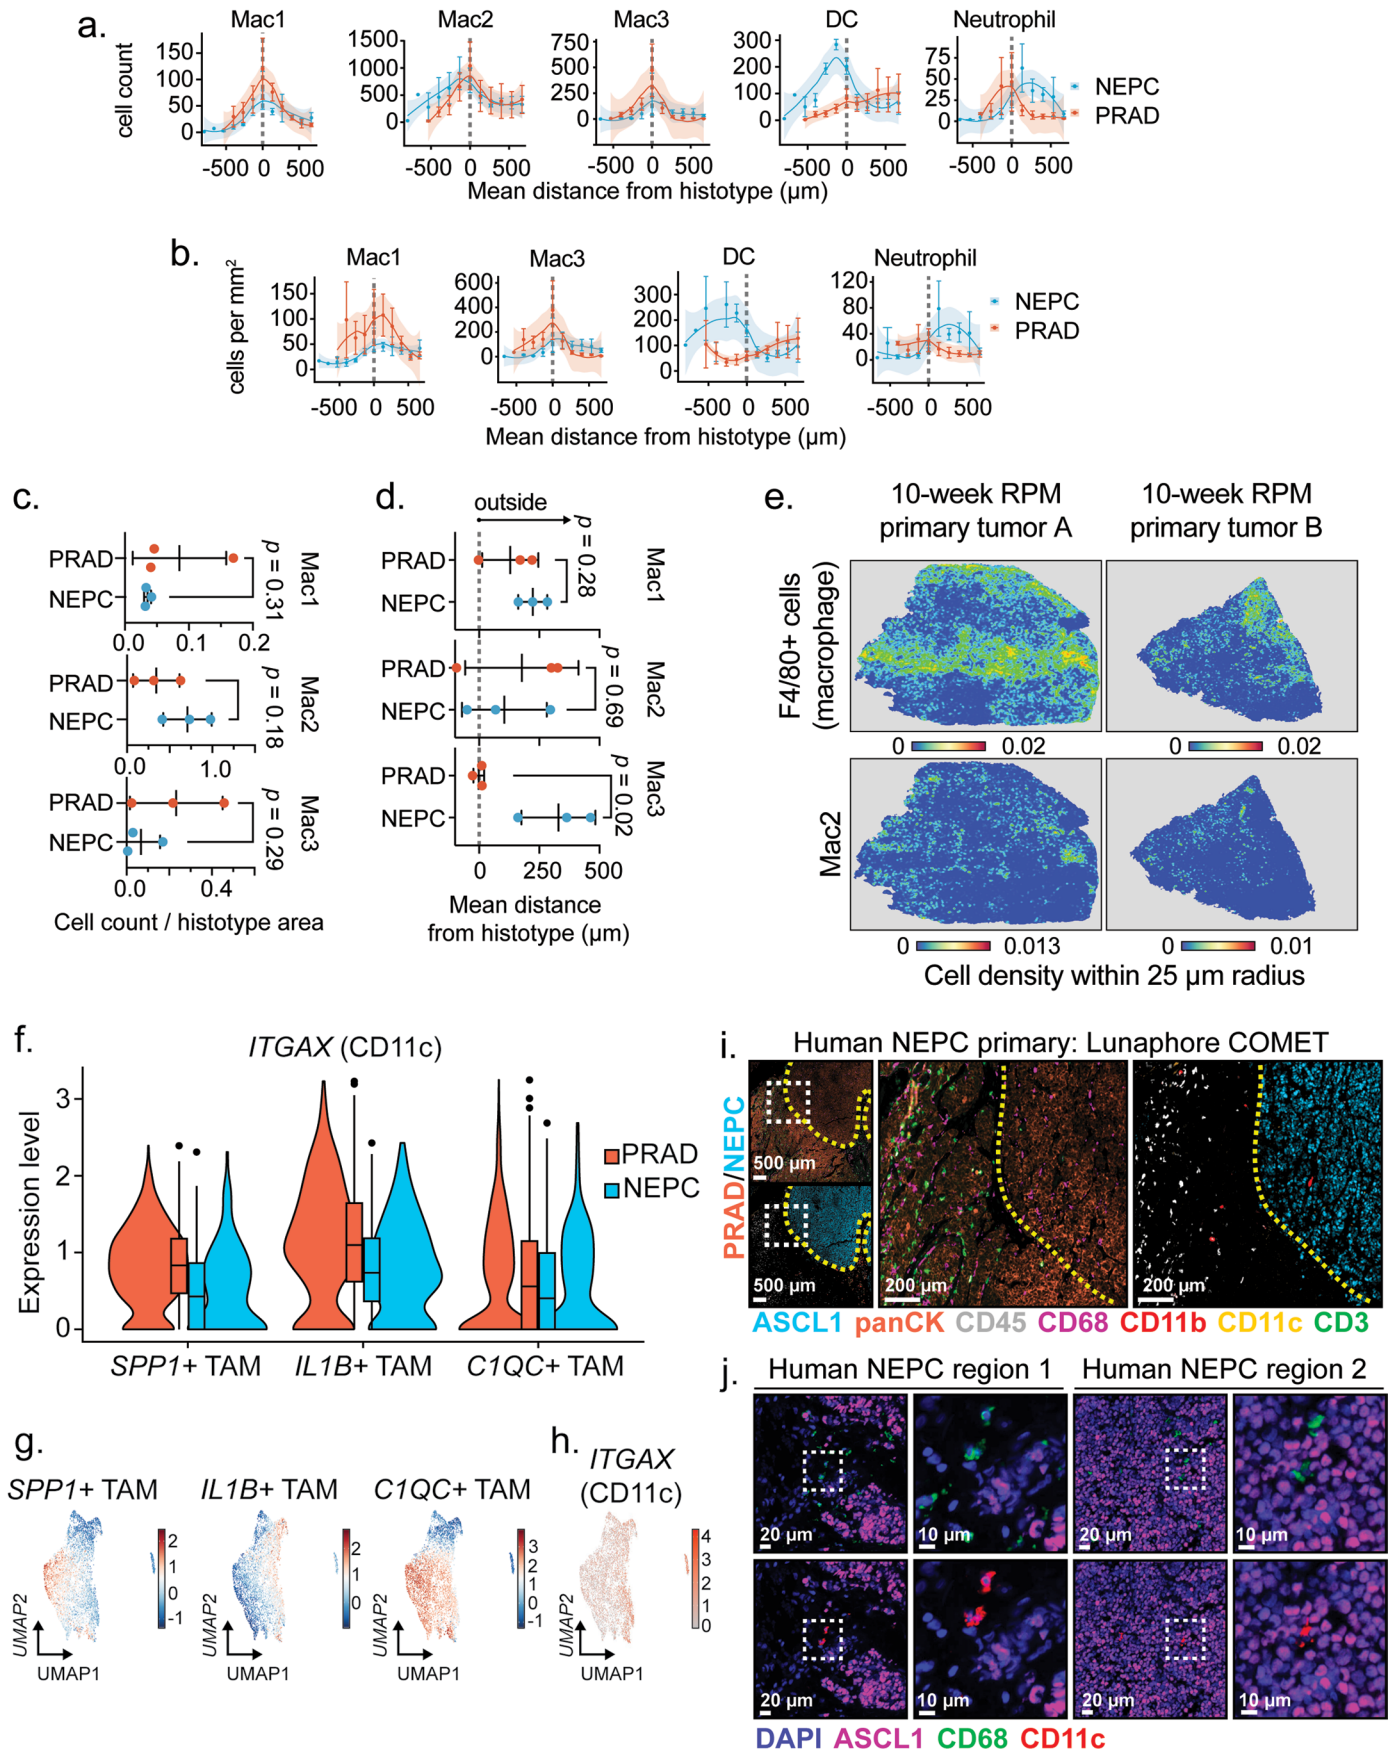 a.
Mac1
Mac2
Mac3
DC
Neutrophil
cell count
150
100
50
0
1500
1000
500
0
750
500
250
0
300
200
100
0
75
50
25
0
NEPC
PRAD
-500 0 500
-500 0 500
-500 0 500
-500 0 500
-500 0 500
Mean distance from histotype (µm)
b.
Mac1
Mac3
DC
Neutrophil
cells per mm2
150
100
50
0
600
400
200
0
300
200
100
0
120
80
40
0
NEPC
PRAD
-500 0 500
-500 0 500
-500 0 500
-500 0 500
Mean distance from histotype (µm)
c.
PRAD
NEPC
p = 0.31
Mac1
0.0 0.1 0.2
PRAD
NEPC
p = 0.18
Mac2
0.0 1.0
PRAD
NEPC
p = 0.29
Mac3
0.0 0.4
Cell count / histotype area
d.
outside
PRAD
NEPC
p = 0.28
Mac1
PRAD
NEPC
p = 0.69
Mac2
PRAD
NEPC
p = 0.02
Mac3
0 250 500
Mean distance
from histotype (µm)
e.
10-week RPM
primary tumor A
10-week RPM
primary tumor B
F4/80+ cells
(macrophage)
0 0.02
0 0.02
Mac2
0 0.013
0 0.01
Cell density within 25 µm radius
f.
ITGAX (CD11c)
Expression level
3
2
1
0
PRAD
NEPC
SPP1+ TAM
IL1B+ TAM
C1QC+ TAM
g.
SPP1+ TAM
IL1B+ TAM
C1QC+ TAM
2
1
0
-1
2
1
0
3
2
1
0
-1
UMAP2
UMAP1
UMAP2
UMAP1
UMAP2
UMAP1
h.
ITGAX
(CD11c)
4
3
2
1
0
UMAP2
UMAP1
i.
Human NEPC primary: Lunaphore COMET
PRAD/NEPC
500 µm
500 µm
200 µm
200 µm
ASCL1 panCK CD45 CD68 CD11b CD11c CD3
j.
Human NEPC region 1
Human NEPC region 2
20 µm
10 µm
20 µm
10 µm
20 µm
10 µm
20 µm
10 µm
DAPI ASCL1 CD68 CD11c